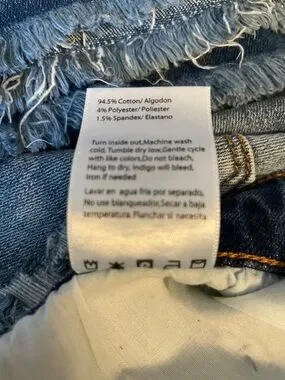 94.5% Cotton/ Algodon
4% Polyester/ Poliester
1.5% Spandex/ Elastano
Turn inside out,Machine wash
cold, Tumble dry low,Gentle cycle
with like colors,Do not bleach,
Hang to dry, Indigo will bleed,
Iron if needed
Lavar en agua fria por separado,
No use blanqueador,Secar a baja
temperatura. Planchar si necesita